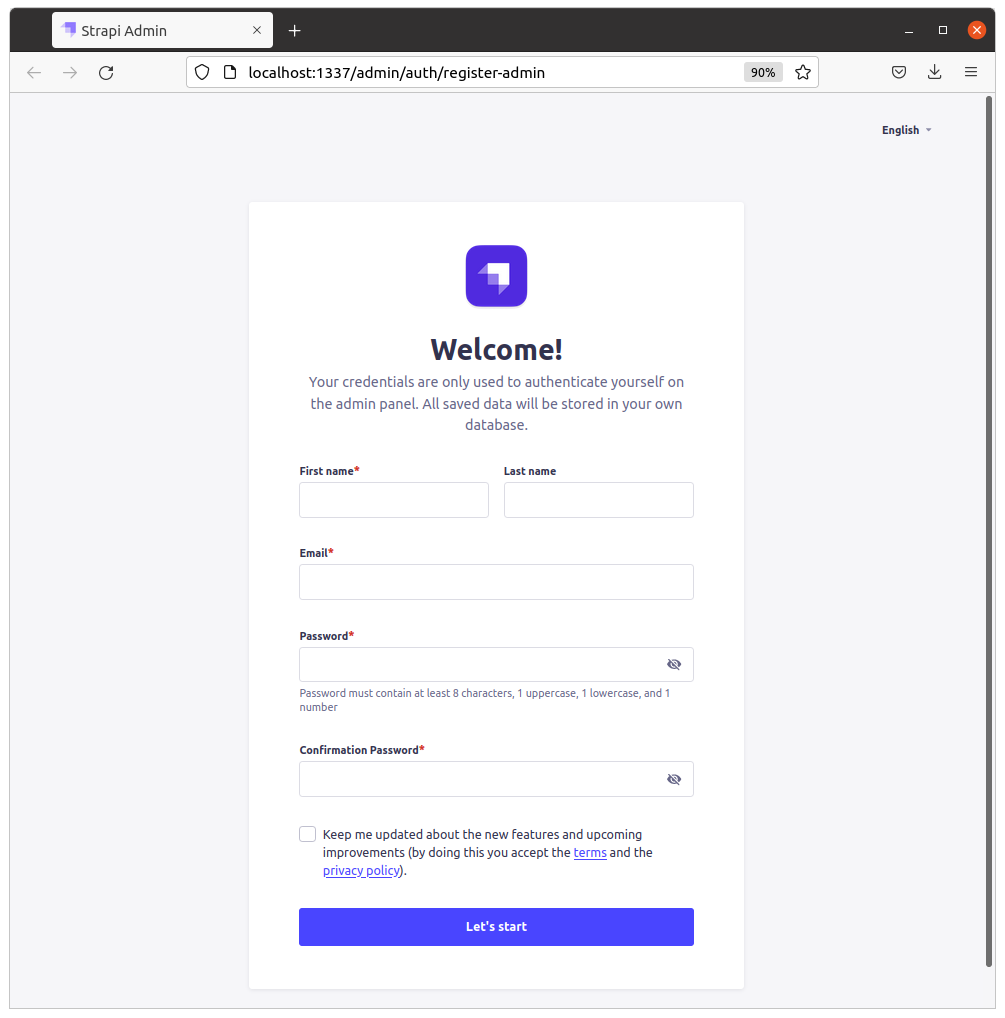 Strapi Admin
localhost:1337/admin/auth/register-admin
90%
English
Welcome!
Your credentials are only used to authenticate yourself on
the admin panel. All saved data will be stored in your own
database.
First name*
Last name
Email*
Password*
Password must contain at least 8 characters, 1 uppercase, 1 lowercase, and 1
number
Confirmation Password*
Keep me updated about the new features and upcoming
improvements (by doing this you accept the terms and the
privacy policy).
Let's start